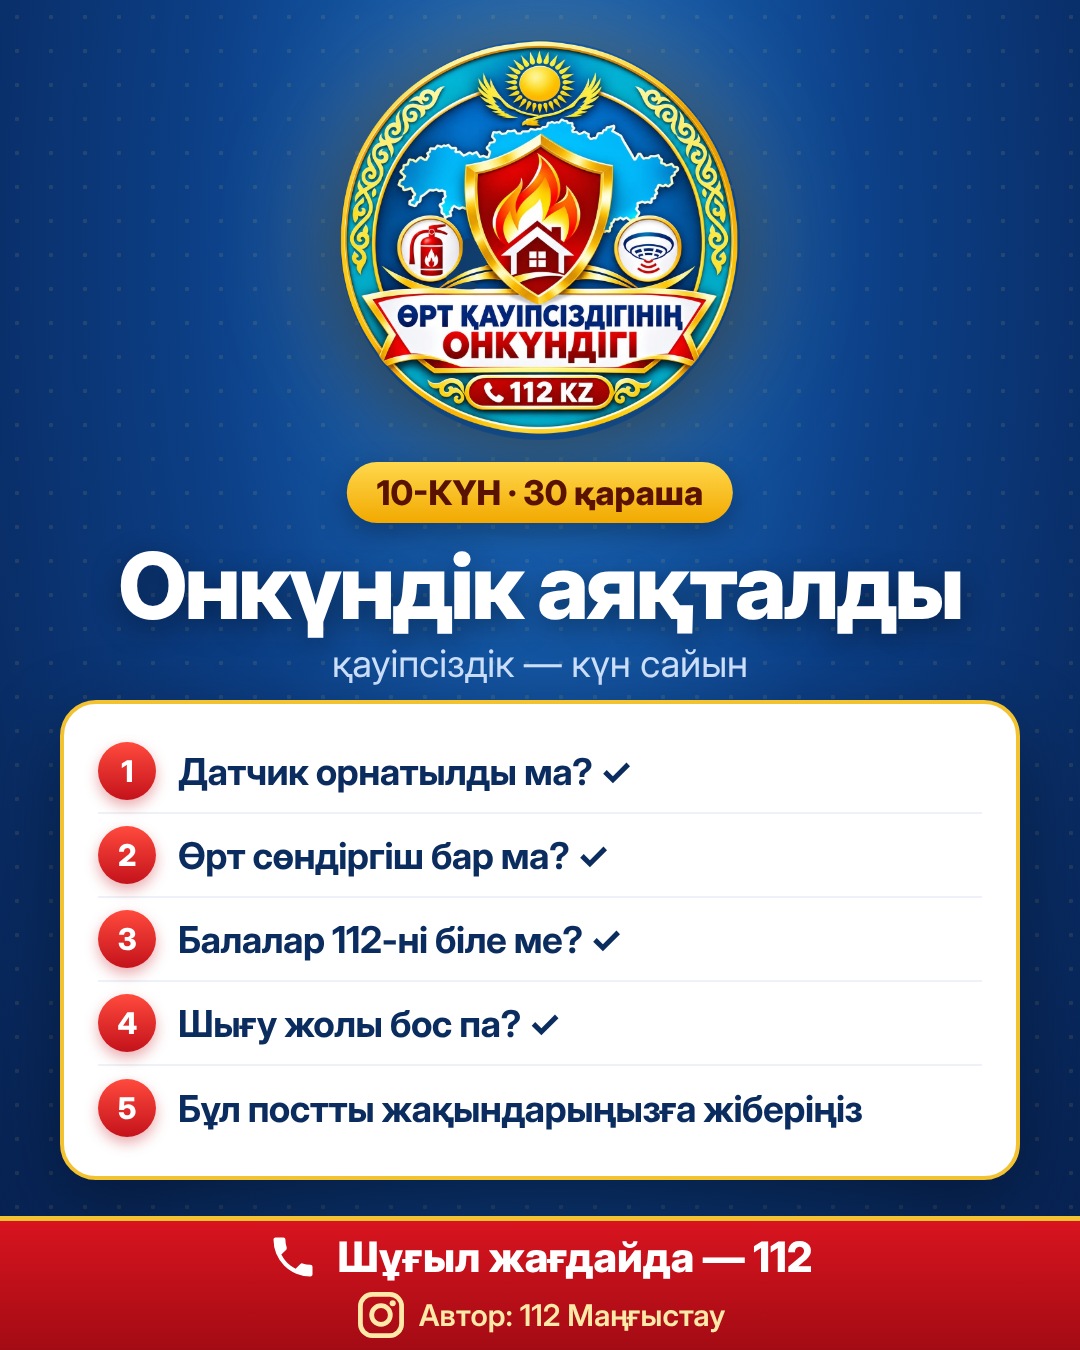 ӨРТ ҚАУІПСІЗДІГІНІҢ
ОНКҮНДІГІ
112 KZ
10-КҮН · 30 қараша
Онкүндік аяқталды
қауіпсіздік — күн сайын
1 Датчик орнатылды ма? ✓
2 Өрт сөндіргіш бар ма? ✓
3 Балалар 112-ні біле ме? ✓
4 Шығу жолы бос па? ✓
5 Бұл постты жақындарыңызға жіберіңіз
Шұғыл жағдайда — 112
Автор: 112 Маңғыстау